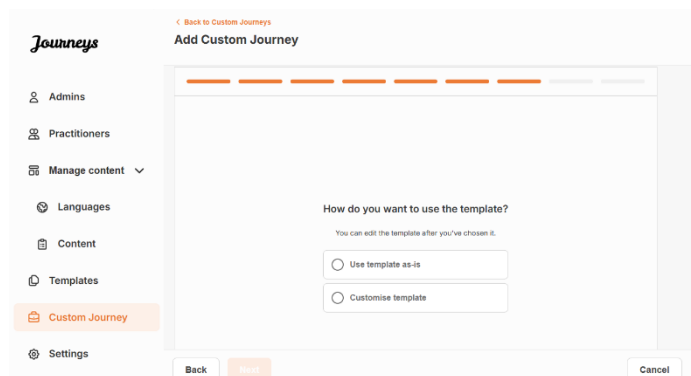 Journeys
Admins
Practitioners
Manage content
Languages
Content
Templates
Custom Journey
Settings
< Back to Custom Journeys
Add Custom Journey
How do you want to use the template?
You can edit the template after you've chosen it.
Use template as-is
Customise template
Back
Next
Cancel